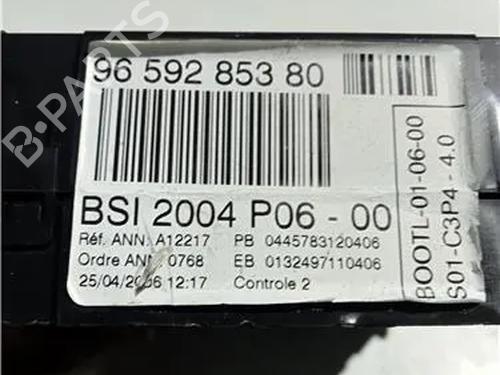 B-PARTS
96 592 853 80
BSI 2004 P06 - 00
Réf. ANN. A12217 PB 0445783120406
Ordre ANN 0768 EB 0132497110406
25/04/2006 12:17 Controle 2
BOOTL-01-06-00
S01-C3P4 - 4.0